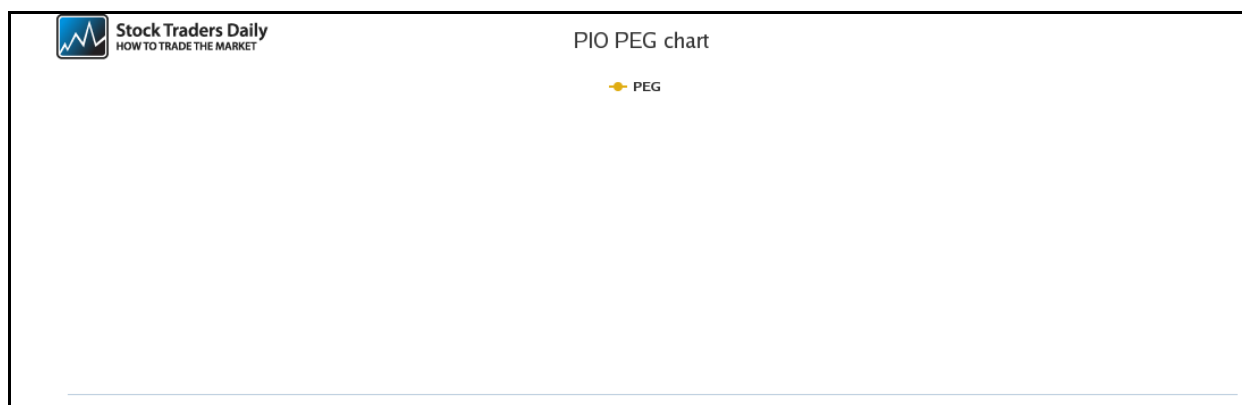 Stock Traders Daily
HOW TO TRADE THE MARKET
PIO PEG chart
PEG